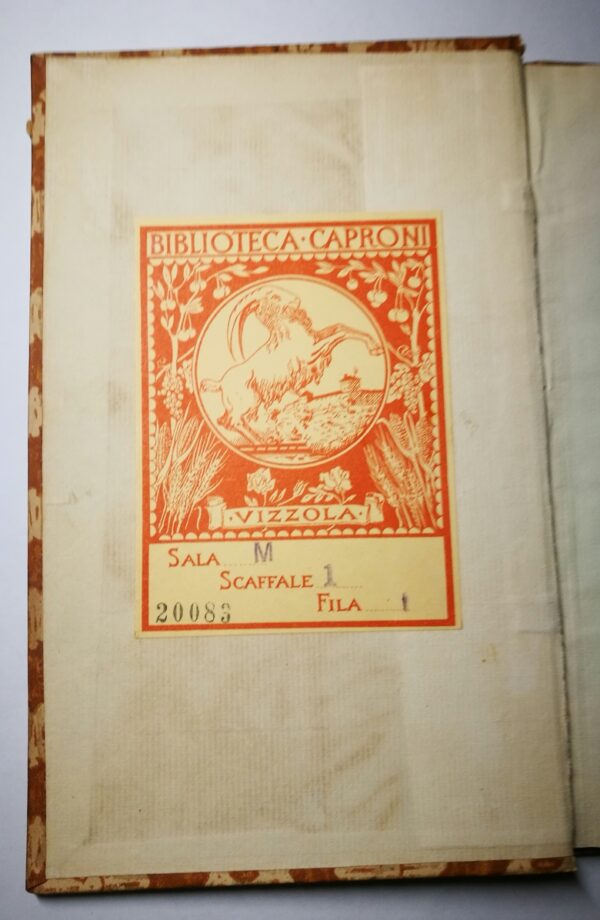 BIBLIOTECA·CAPRONI
·VIZZOLA·
SALA M
SCAFFALE 1
FILA 1
20083